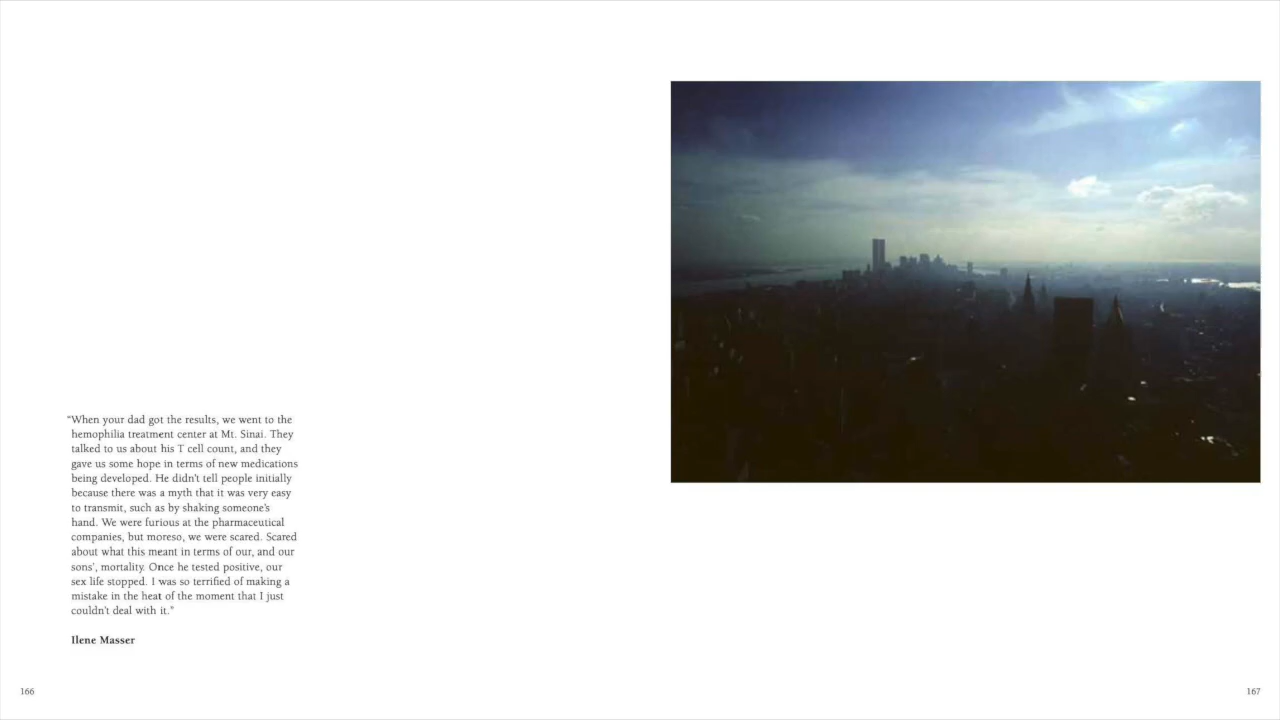 “When your dad got the results, we went to the
hemophilia treatment center at Mt. Sinai. They
talked to us about his T cell count, and they
gave us some hope in terms of new medications
being developed. He didn’t tell people initially
because there was a myth that it was very easy
to transmit, such as by shaking someone’s
hand. We were furious at the pharmaceutical
companies, but moreso, we were scared. Scared
about what this meant in terms of our, and our
sons’, mortality. Once he tested positive, our
sex life stopped. I was so terrified of making a
mistake in the heat of the moment that I just
couldn’t deal with it.”
Ilene Masser
166
167